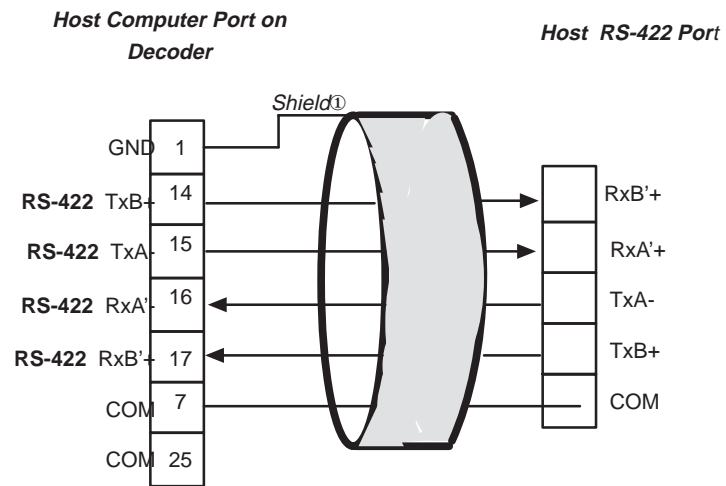 Host Computer Port on
Decoder
Host RS-422 Port
Shield①
GND 1
RS-422 TxB+ 14
RS-422 TxA- 15
RS-422 RxA'- 16
RS-422 RxB'+ 17
COM 7
COM 25
RxB'+
RxA'+
TxA-
TxB+
COM